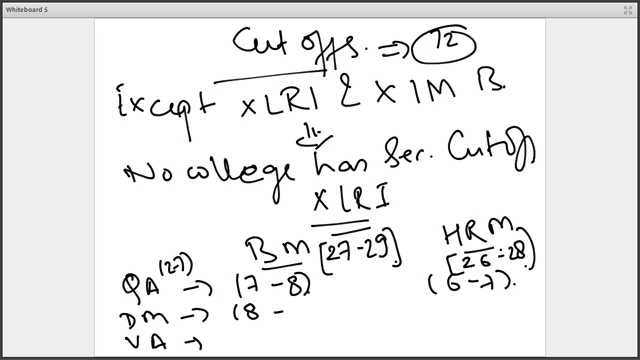 Whiteboard 5
Cut offs. => 12
Except XLRI & XIM B.
No college has Sec. Cutoff
XLRI
BM [27-29] HRM [26-28]
QA (27) -> (7-8) (6-7).
DM -> (8 -
VA ->